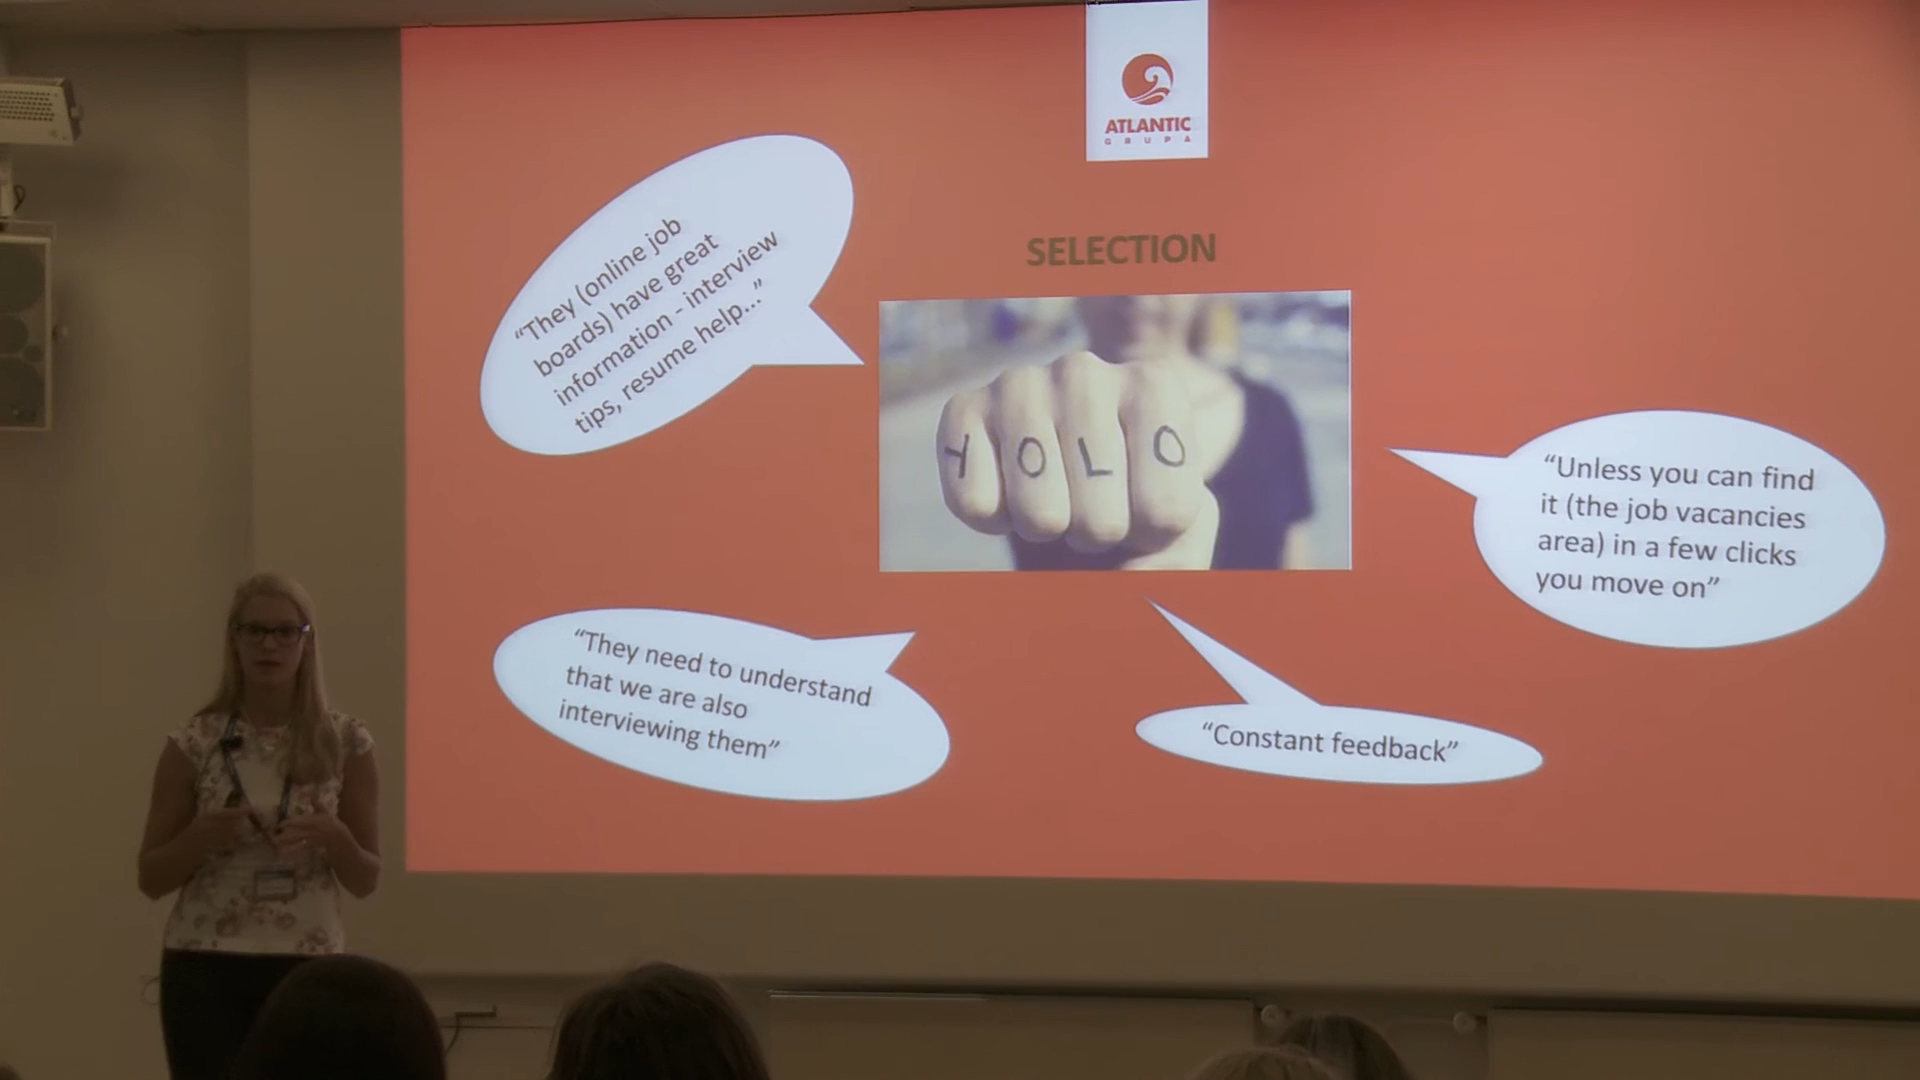 ATLANTIC
GRUPA
SELECTION
“They (online job
boards) have great
information - interview
tips, resume help...”
YOLO
“Unless you can find
it (the job vacancies
area) in a few clicks
you move on”
“They need to understand
that we are also
interviewing them”
“Constant feedback”